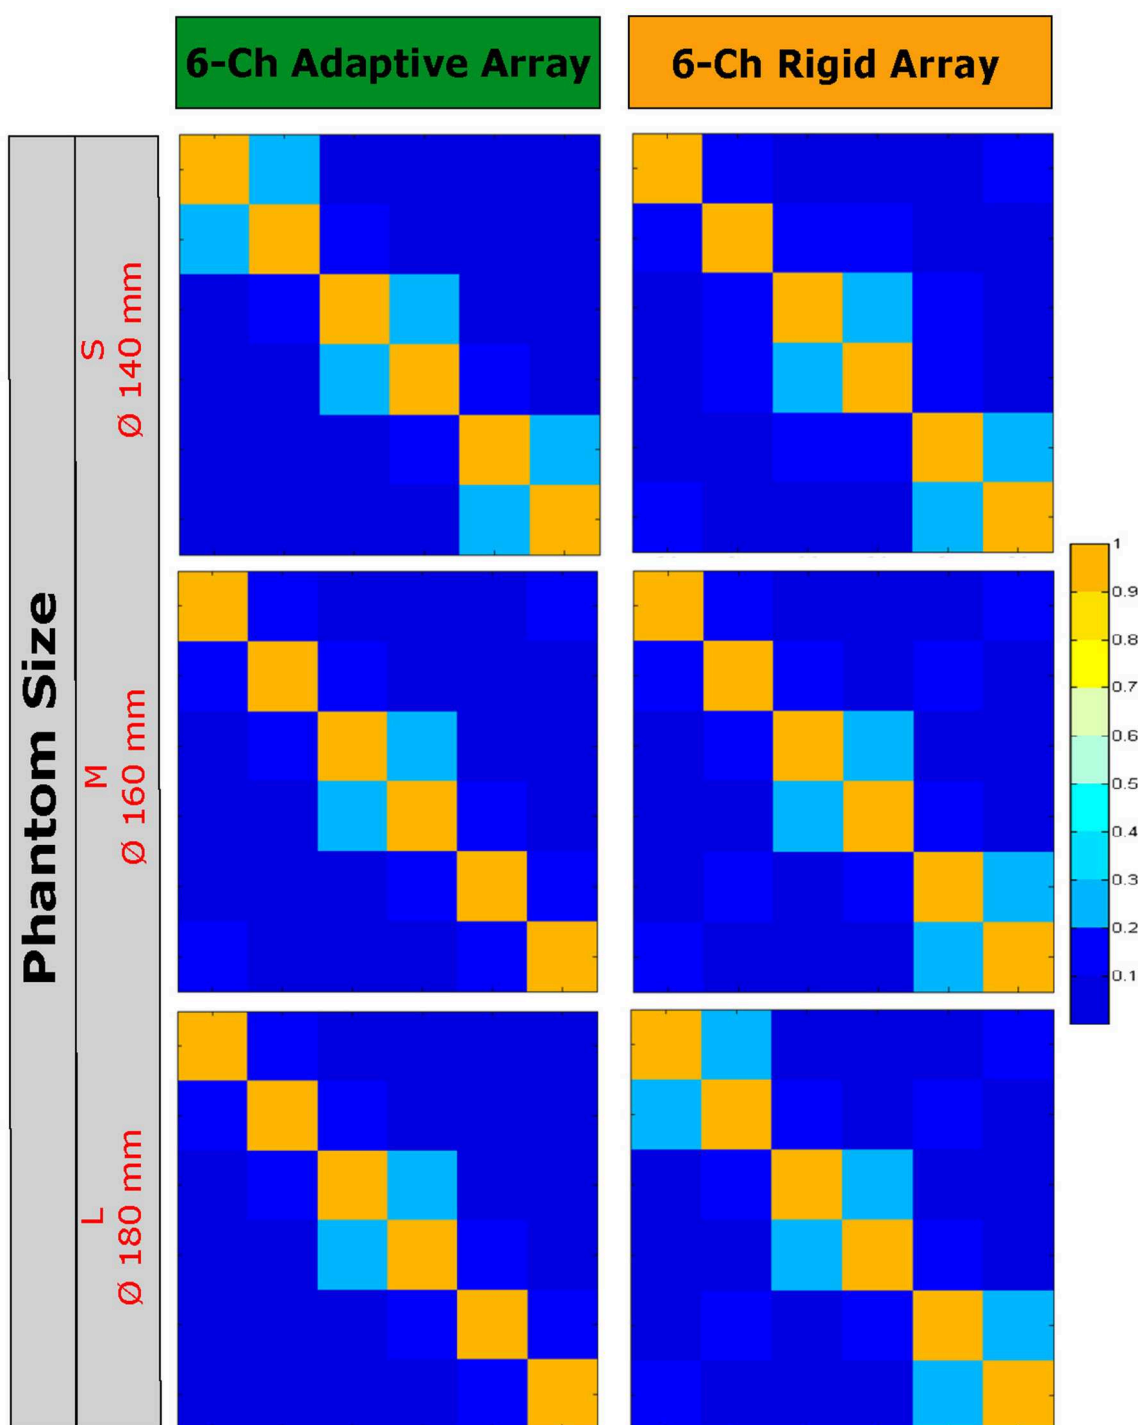 6-Ch Adaptive Array
6-Ch Rigid Array
Phantom Size
S
Ø 140 mm
M
Ø 160 mm
L
Ø 180 mm
1
0.9
0.8
0.7
0.6
0.5
0.4
0.3
0.2
0.1